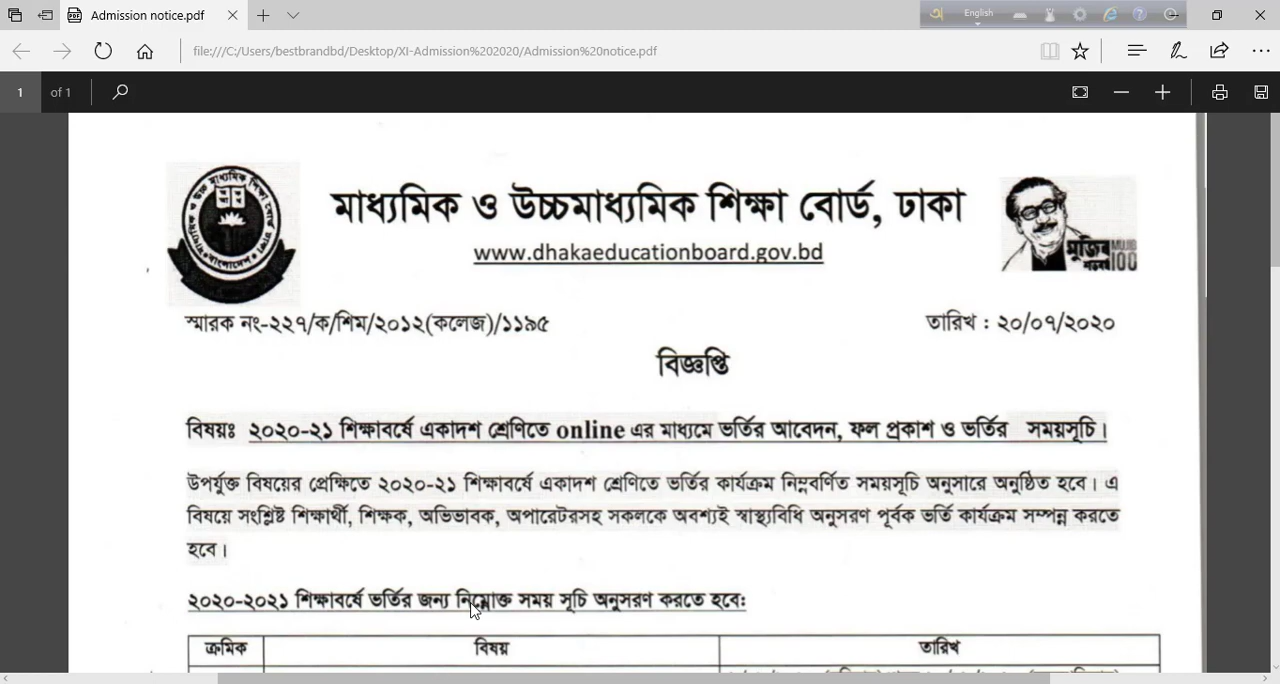 Admission notice.pdf
অ English
file:///C:/Users/bestbrandbd/Desktop/XI-Admission%202020/Admission%20notice.pdf
1 of 1
মাধ্যমিক ও উচ্চমাধ্যমিক শিক্ষা বোর্ড, ঢাকা
www.dhakaeducationboard.gov.bd
মুজিব MUJIB
শতবর্ষ 100
স্মারক নং-২২৭/ক/শিম/২০১২(কলেজ)/১১৯৫ তারিখ : ২০/০৭/২০২০
বিজ্ঞপ্তি
বিষয়ঃ ২০২০-২১ শিক্ষাবর্ষে একাদশ শ্রেণিতে online এর মাধ্যমে ভর্তির আবেদন, ফল প্রকাশ ও ভর্তির সময়সূচি।
উপর্যুক্ত বিষয়ের প্রেক্ষিতে ২০২০-২১ শিক্ষাবর্ষে একাদশ শ্রেণিতে ভর্তির কার্যক্রম নিম্নবর্ণিত সময়সূচি অনুসারে অনুষ্ঠিত হবে। এ
বিষয়ে সংশ্লিষ্ট শিক্ষার্থী, শিক্ষক, অভিভাবক, অপারেটরসহ সকলকে অবশ্যই স্বাস্থ্যবিধি অনুসরণ পূর্বক ভর্তি কার্যক্রম সম্পন্ন করতে
হবে।
২০২০-২০২১ শিক্ষাবর্ষে ভর্তির জন্য নিম্নোক্ত সময় সূচি অনুসরণ করতে হবে:
ক্রমিক বিষয় তারিখ